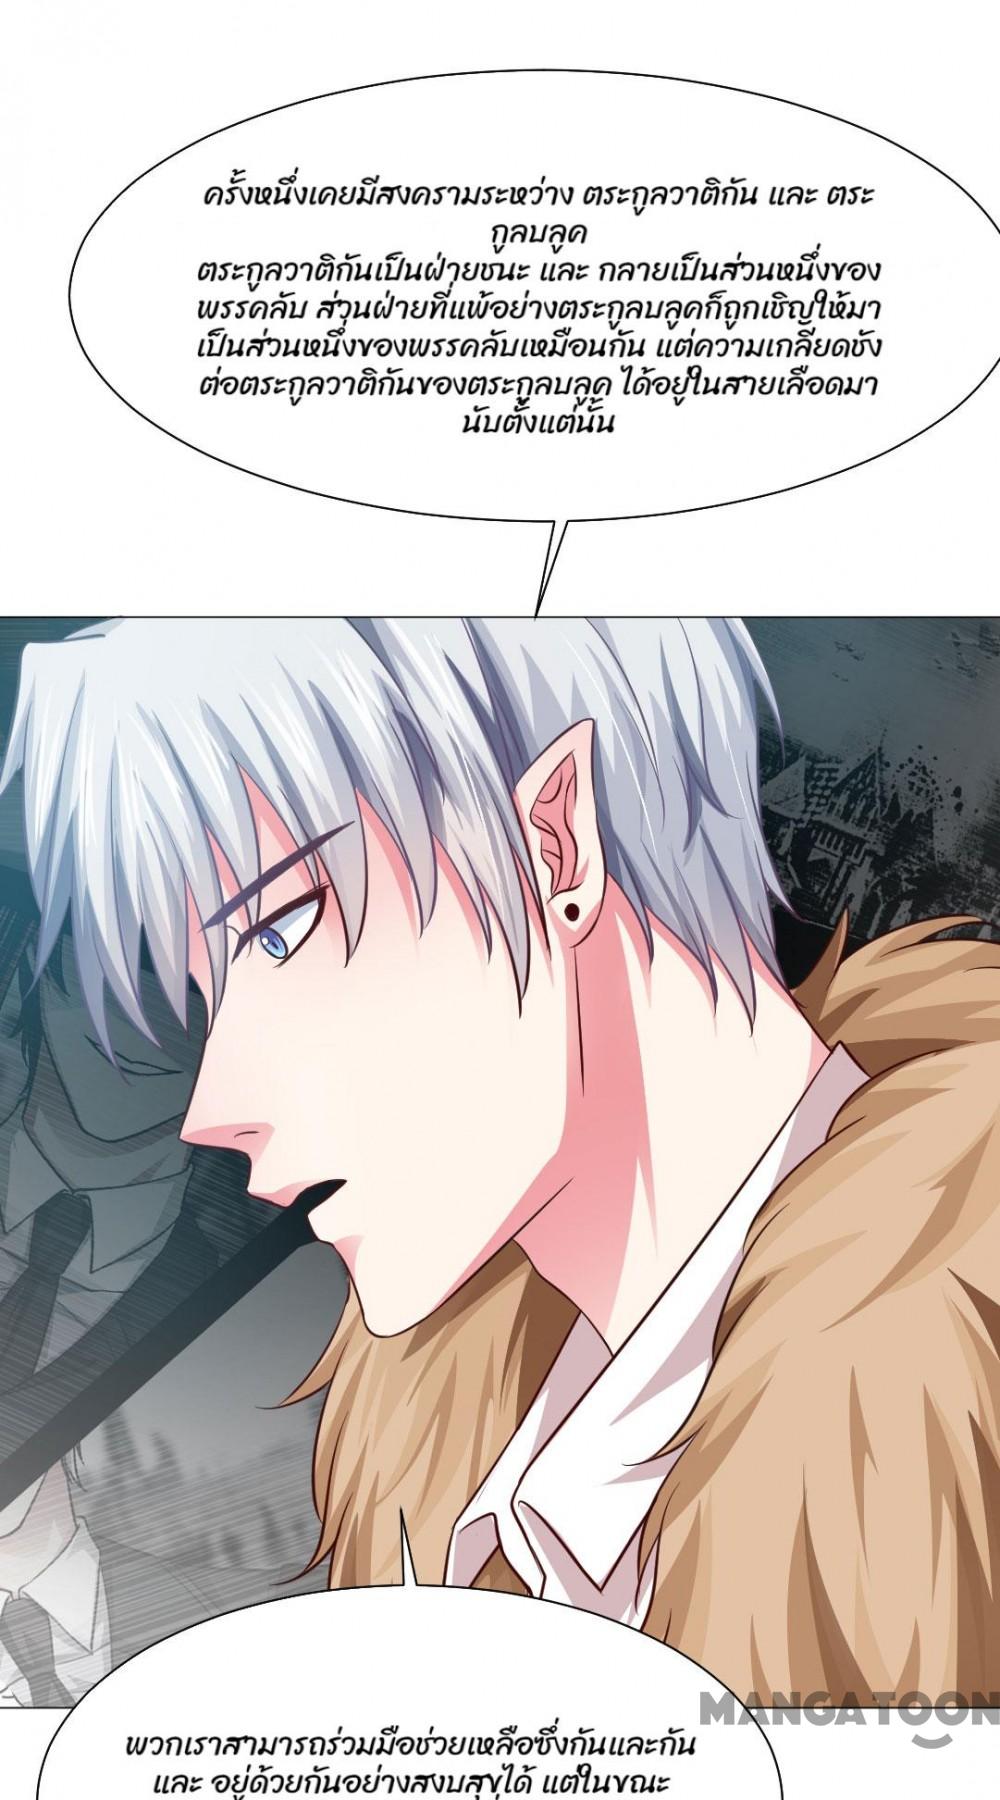 ครั้งหนึ่งเคยมีสงครามระหว่าง ตระกูลวาติกัน และ ตระ
กูลบลูค
ตระกูลวาติกันเป็นฝ่ายชนะ และ กลายเป็นส่วนหนึ่งของ
พรรคลับ ส่วนฝ่ายที่แพ้อย่างตระกูลบลูคก็ถูกเชิญให้มา
เป็นส่วนหนึ่งของพรรคลับเหมือนกัน แต่ความเกลียดชัง
ต่อตระกูลวาติกันของตระกูลบลูค ได้อยู่ในสายเลือดมา
นับตั้งแต่นั้น
MANGATOON
พวกเราสามารถร่วมมือช่วยเหลือซึ่งกันและกัน
และ อยู่ด้วยกันอย่างสงบสุขได้ แต่ในขณะ